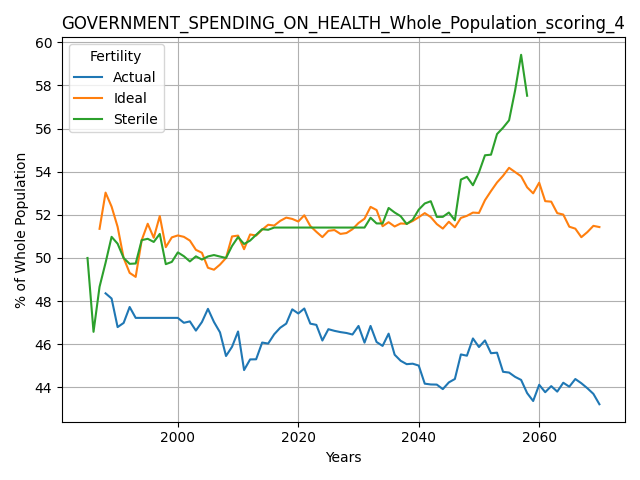 GOVERNMENT_SPENDING_ON_HEALTH_Whole_Population_scoring_4
Fertility
Actual
Ideal
Sterile
% of Whole Population
60
58
56
54
52
50
48
46
44
2000
2020
2040
2060
Years